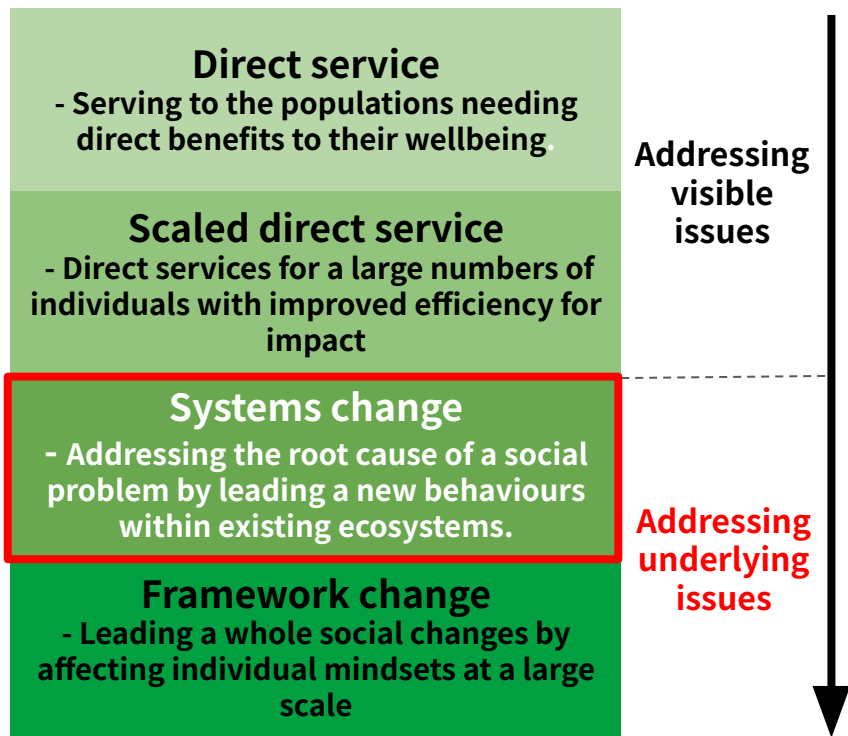 Direct service
- Serving to the populations needing
direct benefits to their wellbeing.
Scaled direct service
- Direct services for a large numbers of
individuals with improved efficiency for
impact
Systems change
- Addressing the root cause of a social
problem by leading a new behaviours
within existing ecosystems.
Framework change
- Leading a whole social changes by
affecting individual mindsets at a large
scale
Addressing
visible
issues
Addressing
underlying
issues